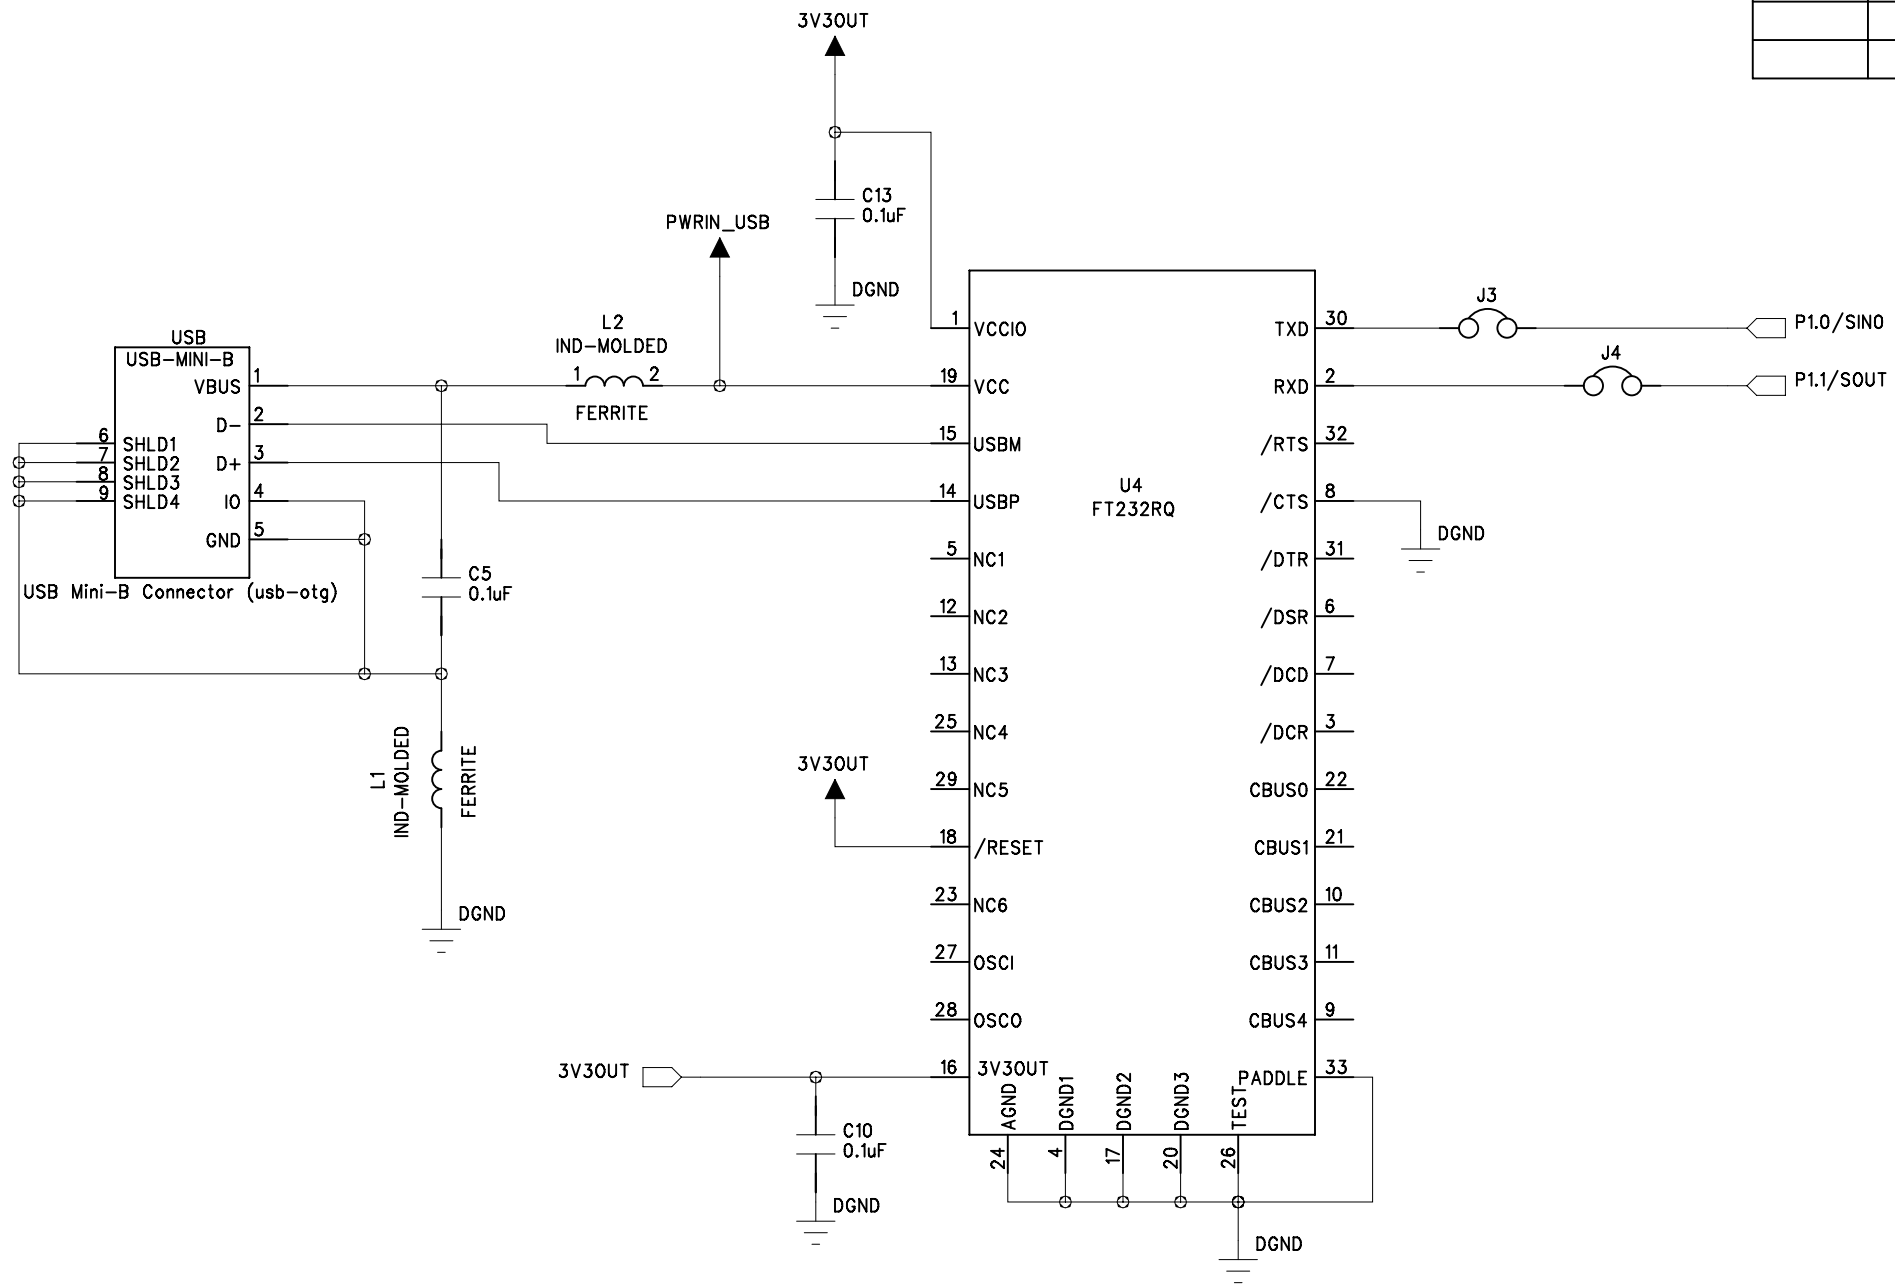 3V3OUT
C13
0.1uF
DGND
PWRIN_USB
L2
IND-MOLDED
1 2
FERRITE
USB
USB-MINI-B
VBUS 1
D- 2
D+ 3
IO 4
GND 5
6 SHLD1
7 SHLD2
8 SHLD3
9 SHLD4
USB Mini-B Connector (usb-otg)
C5
0.1uF
L1
IND-MOLDED
FERRITE
DGND
3V3OUT
3V3OUT
C10
0.1uF
DGND
U4
FT232RQ
1 VCCIO
19 VCC
15 USBM
14 USBP
5 NC1
12 NC2
13 NC3
25 NC4
29 NC5
18 /RESET
23 NC6
27 OSCI
28 OSCO
16 3V3OUT
TXD 30
RXD 2
/RTS 32
/CTS 8
/DTR 31
/DSR 6
/DCD 7
/DCR 3
CBUS0 22
CBUS1 21
CBUS2 10
CBUS3 11
CBUS4 9
PADDLE 33
AGND 24
DGND1 4
DGND2 17
DGND3 20
TEST 26
DGND
DGND
J3
P1.0/SIN0
J4
P1.1/SOUT